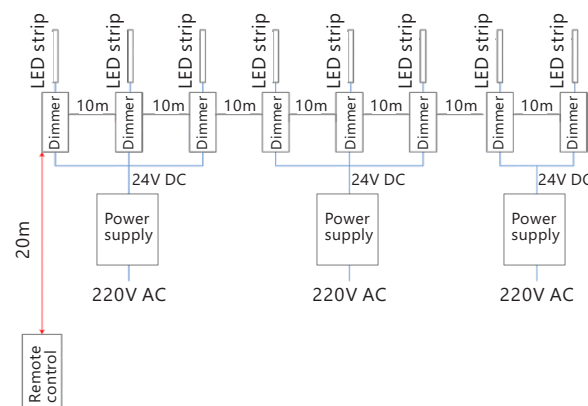 LED strip
LED strip
LED strip
LED strip
LED strip
LED strip
LED strip
LED strip
Dimmer
10m
Dimmer
10m
Dimmer
10m
Dimmer
10m
Dimmer
10m
Dimmer
10m
Dimmer
10m
Dimmer
24V DC
24V DC
24V DC
20m
Power
supply
Power
supply
Power
supply
220V AC
220V AC
220V AC
Remote
control